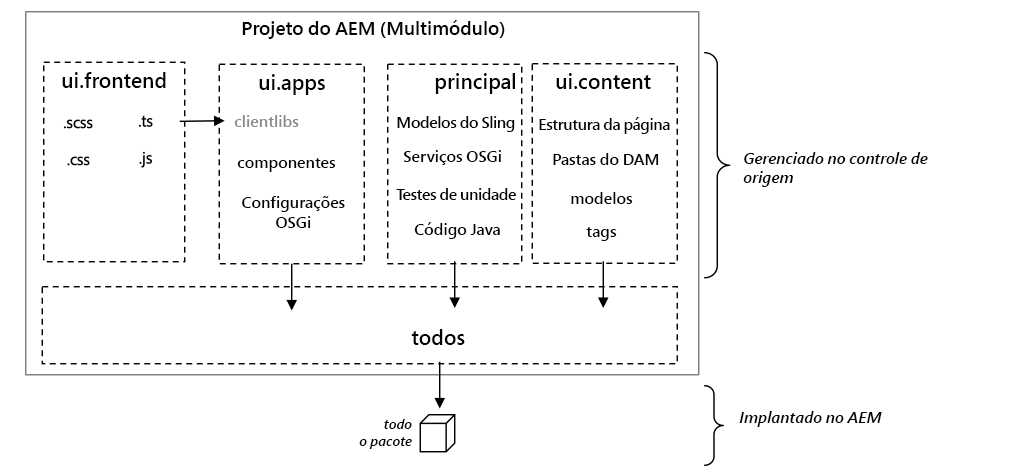 Projeto do AEM (Multimódulo)
ui.frontend
.scss .ts
.css .js
ui.apps
clientlibs
componentes
Configurações
OSGi
principal
Modelos do Sling
Serviços OSGi
Testes de unidade
Código Java
ui.content
Estrutura da página
Pastas do DAM
modelos
tags
Gerenciado no controle de
origem
todos
todo
o pacote
Implantado no AEM